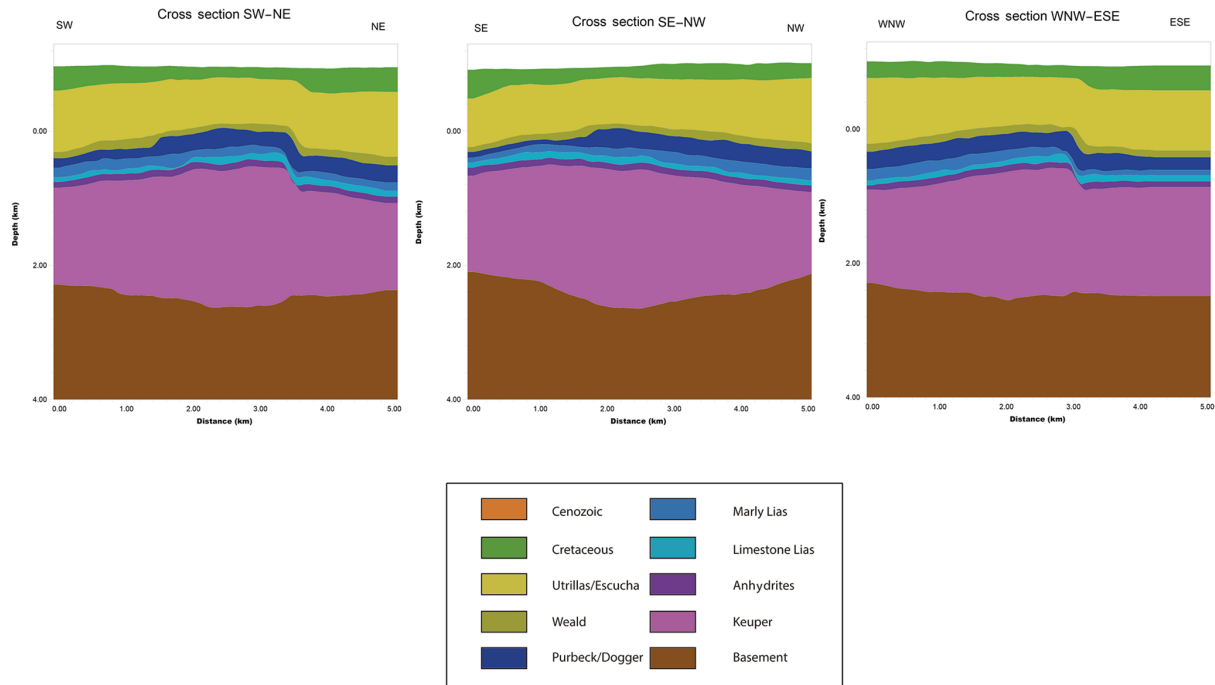 Cross section SW–NE
SW
NE
0.00
2.00
4.00
Depth (km)
0.00 1.00 2.00 3.00 4.00 5.00
Distance (km)
Cross section SE–NW
SE
NW
0.00
2.00
4.00
Depth (km)
0.00 1.00 2.00 3.00 4.00 5.00
Distance (km)
Cross section WNW–ESE
WNW
ESE
0.00
2.00
4.00
Depth (km)
0.00 1.00 2.00 3.00 4.00 5.00
Distance (km)
Cenozoic
Cretaceous
Utrillas/Escucha
Weald
Purbeck/Dogger
Marly Lias
Limestone Lias
Anhydrites
Keuper
Basement